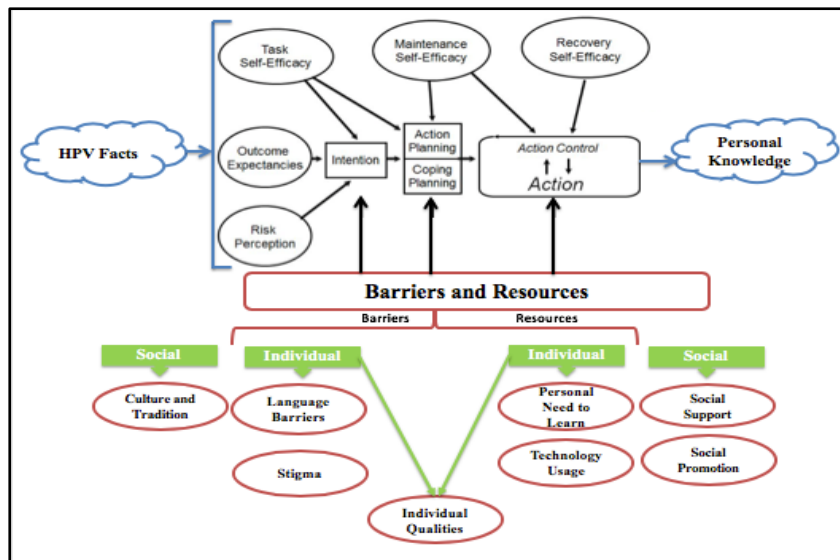 Task
Self-Efficacy
Maintenance
Self-Efficacy
Recovery
Self-Efficacy
HPV Facts
Outcome
Expectancies
Intention
Action
Planning
Coping
Planning
Action Control
Action
Personal
Knowledge
Risk
Perception
Barriers and Resources
Barriers
Resources
Social
Individual
Individual
Social
Culture and
Tradition
Language
Barriers
Personal
Need to
Learn
Social
Support
Stigma
Technology
Usage
Social
Promotion
Individual
Qualities